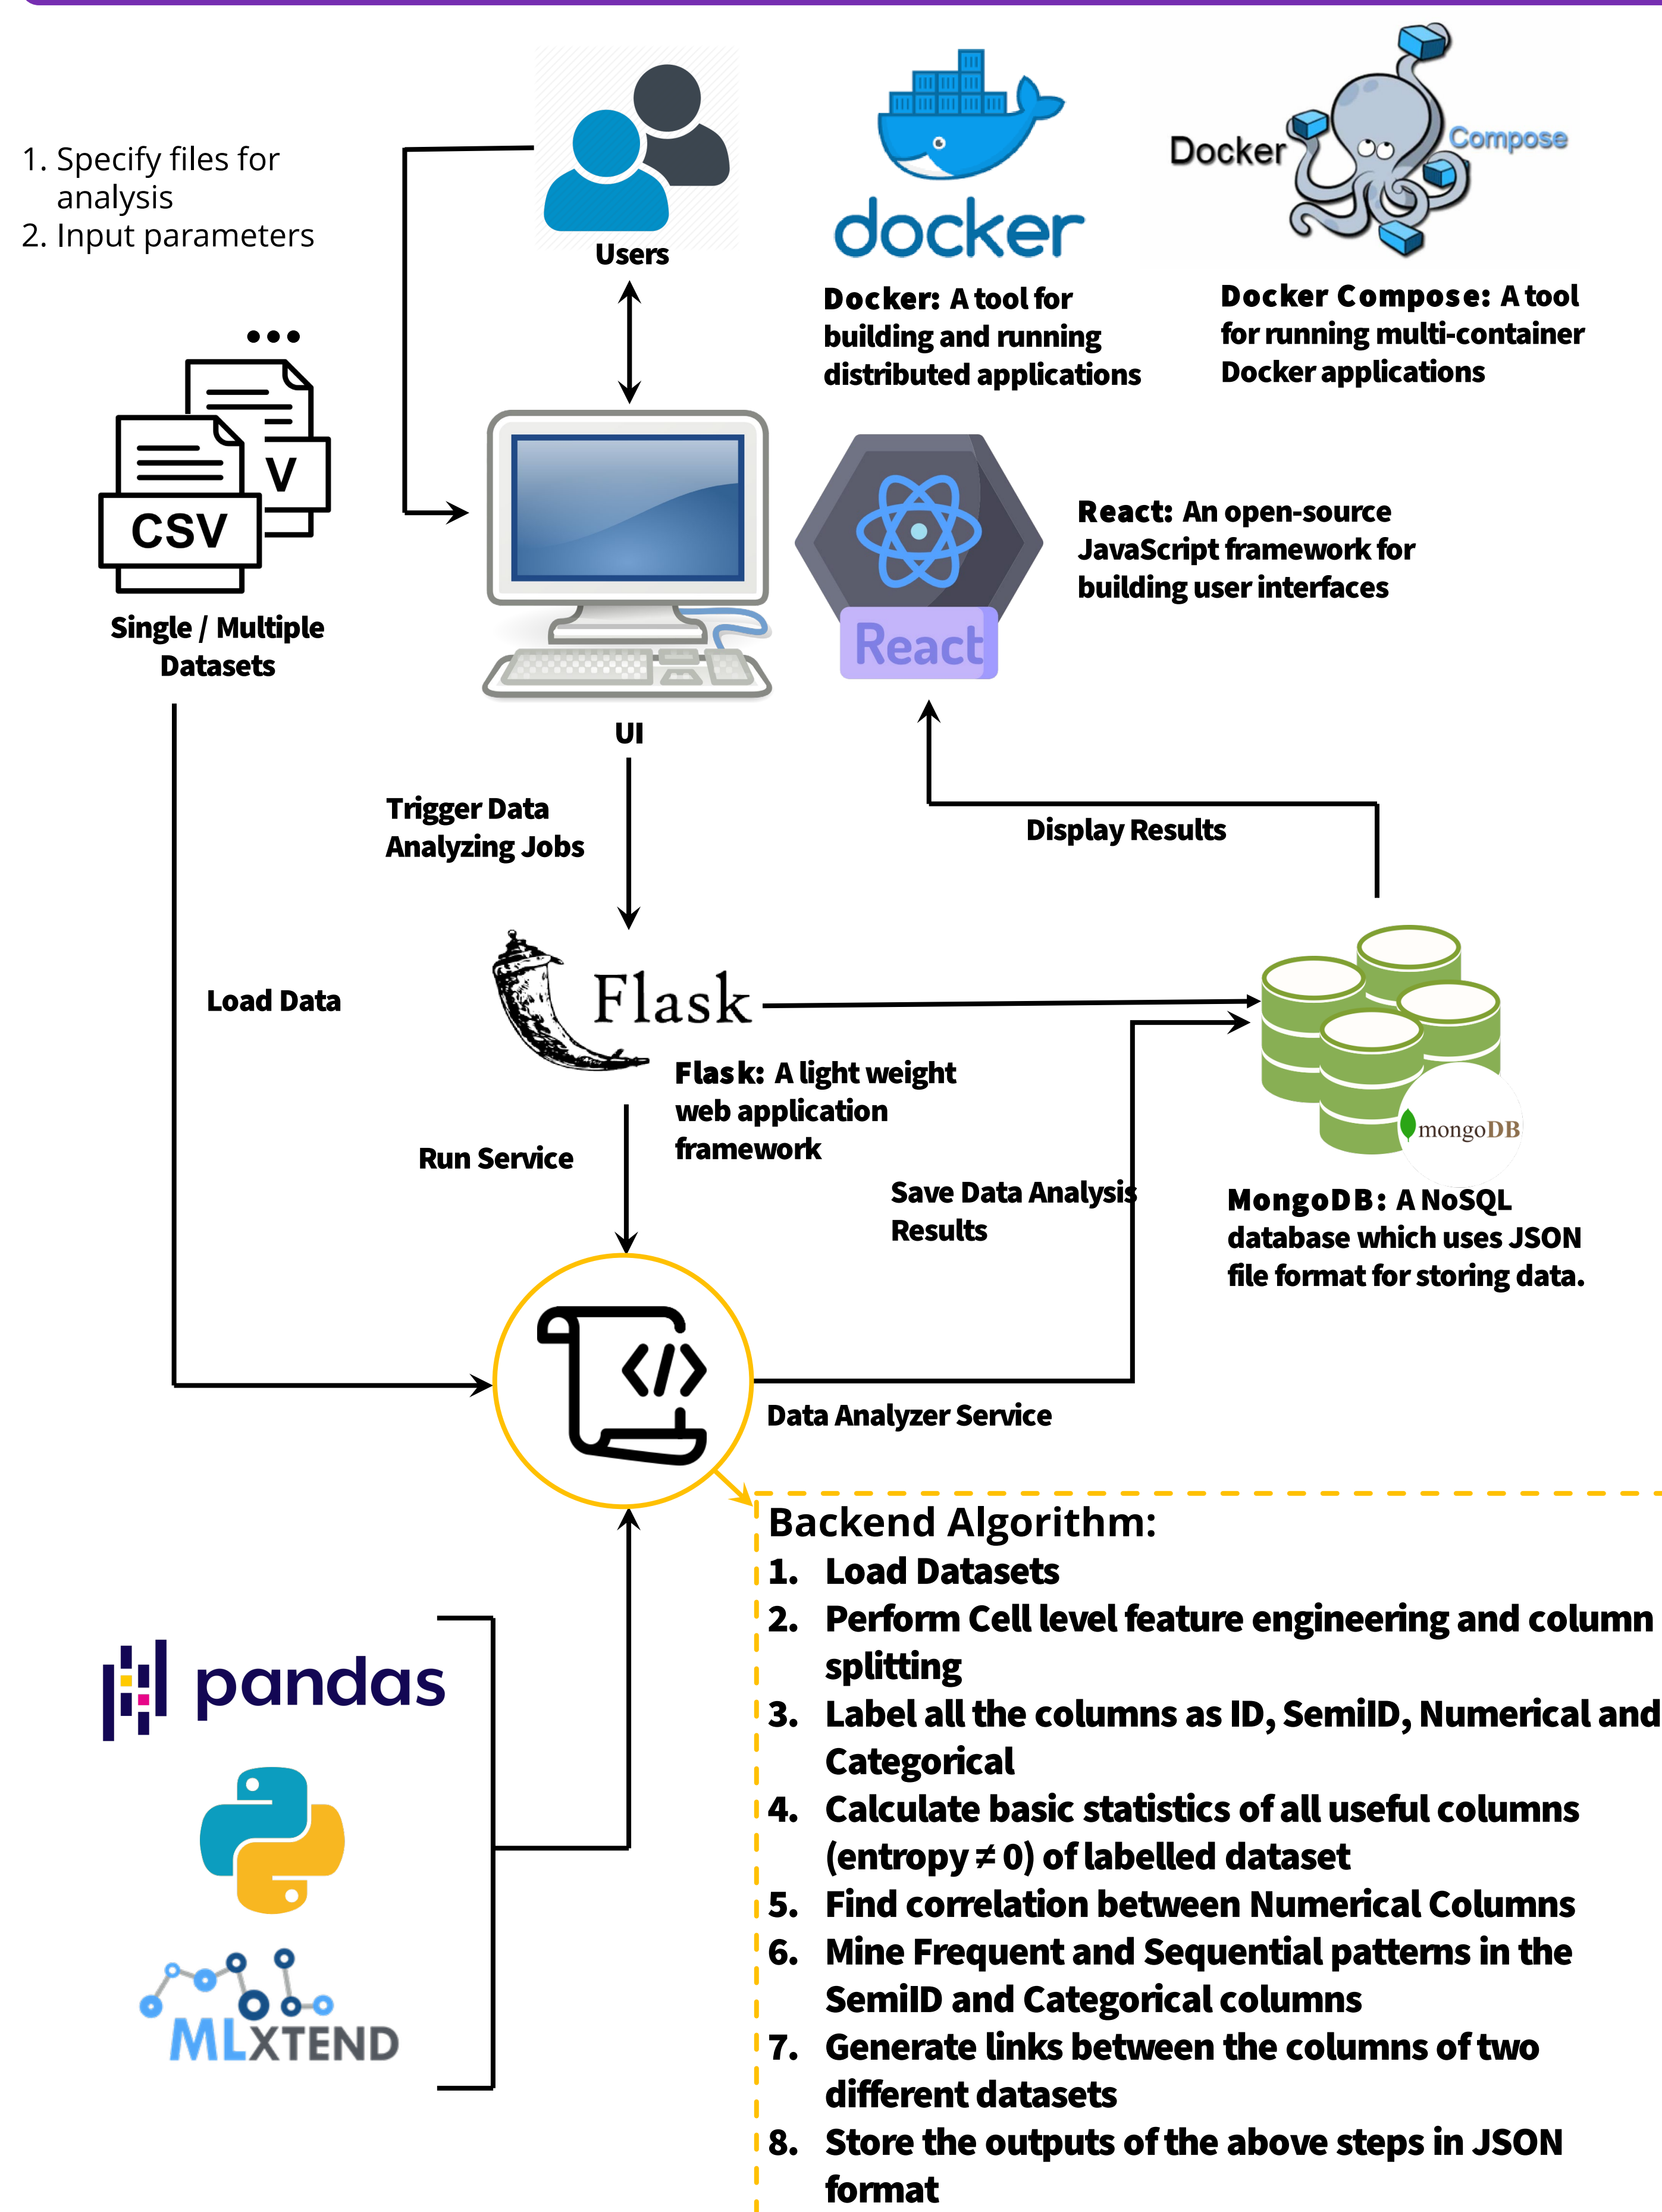 1. Specify files for
analysis
2. Input parameters
Users
docker
Docker Compose
Docker: A tool for
building and running
distributed applications
Docker Compose: A tool
for running multi-container
Docker applications
V
CSV
Single / Multiple
Datasets
React
React: An open-source
JavaScript framework for
building user interfaces
UI
Trigger Data
Analyzing Jobs
Display Results
Load Data
Flask
Flask: A light weight
web application
framework
mongoDB
Run Service
Save Data Analysis
Results
MongoDB: A NoSQL
database which uses JSON
file format for storing data.
</>
Data Analyzer Service
Backend Algorithm:
1. Load Datasets
2. Perform Cell level feature engineering and column
splitting
3. Label all the columns as ID, SemiID, Numerical and
Categorical
4. Calculate basic statistics of all useful columns
(entropy ≠ 0) of labelled dataset
5. Find correlation between Numerical Columns
6. Mine Frequent and Sequential patterns in the
SemiID and Categorical columns
7. Generate links between the columns of two
different datasets
8. Store the outputs of the above steps in JSON
format
pandas
MLXTEND